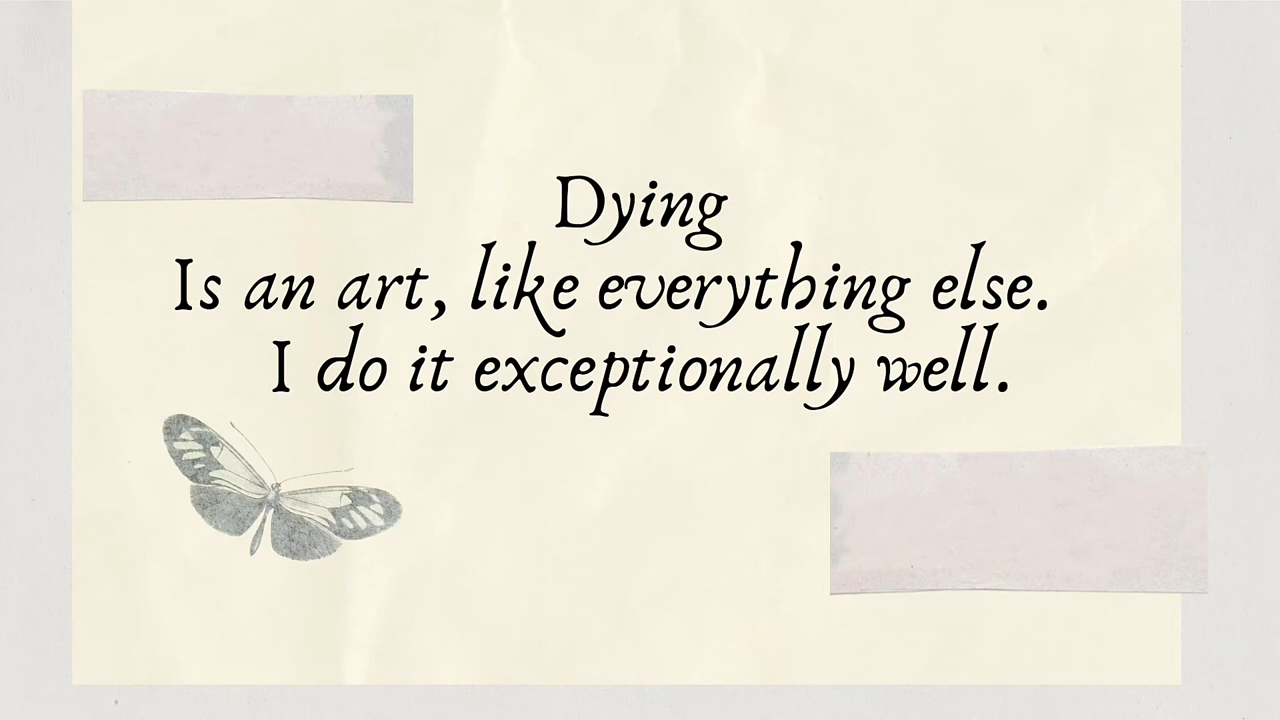 Dying
Is an art, like everything else.
I do it exceptionally well.